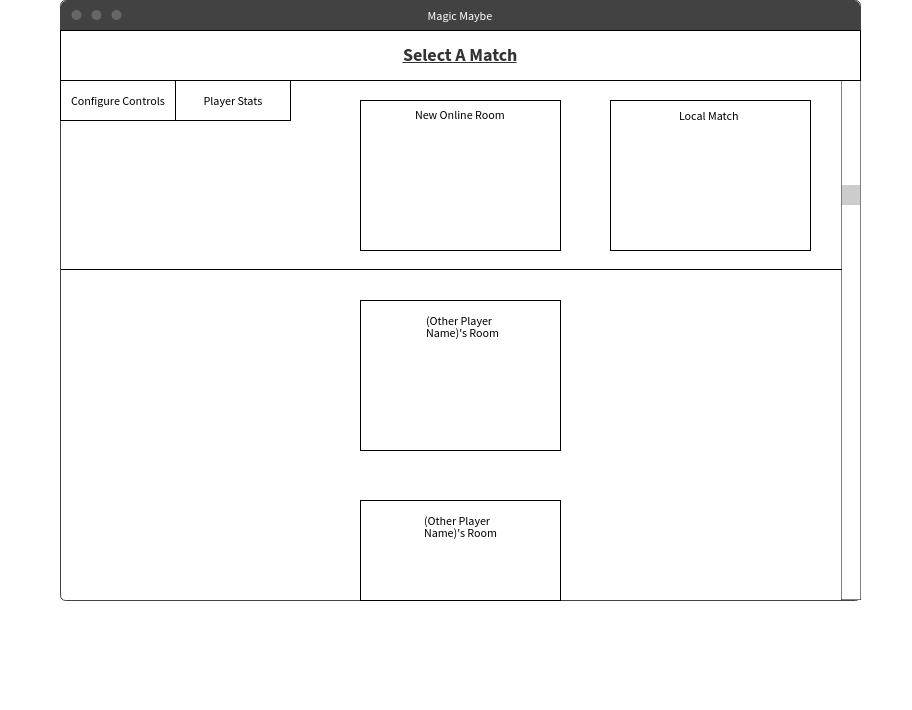 Magic Maybe
Select A Match
Configure Controls
Player Stats
New Online Room
Local Match
(Other Player
Name)'s Room
(Other Player
Name)'s Room